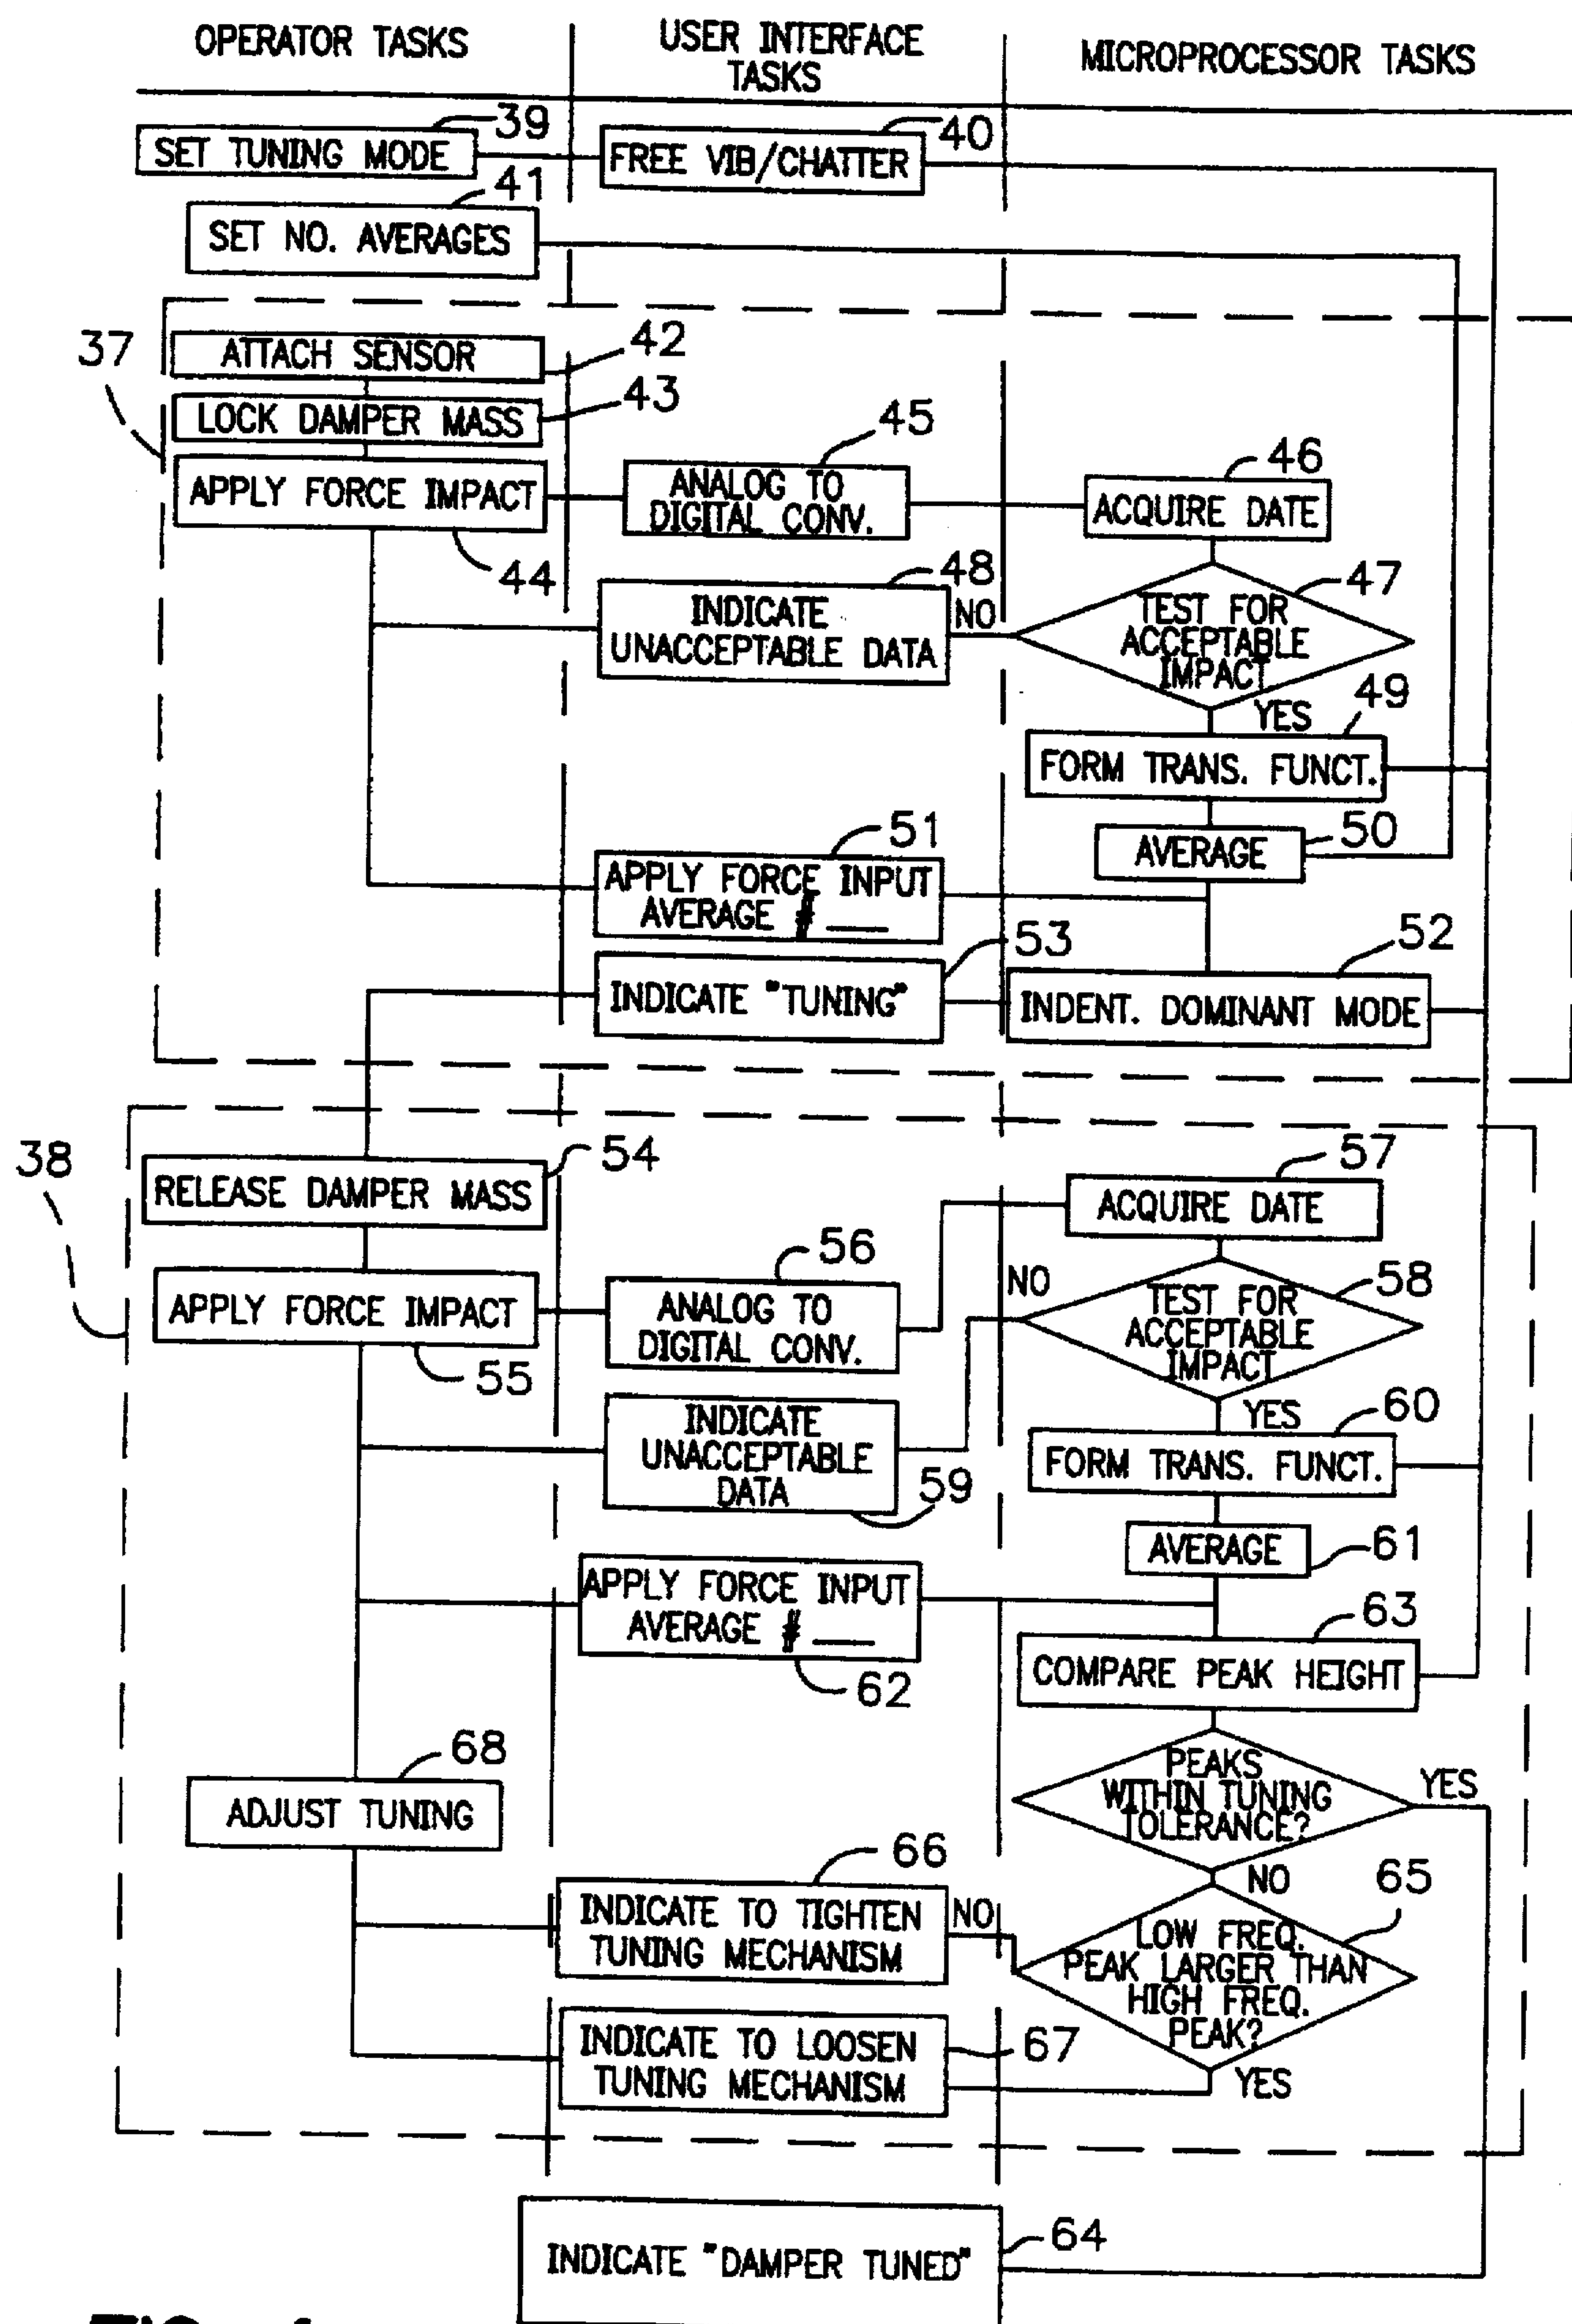 OPERATOR TASKS
USER INTERFACE
TASKS
MICROPROCESSOR TASKS
39
SET TUNING MODE
40
FREE VIB/CHATTER
41
SET NO. AVERAGES
37
ATTACH SENSOR
42
LOCK DAMPER MASS
43
APPLY FORCE IMPACT
44
45
ANALOG TO
DIGITAL CONV.
46
ACQUIRE DATE
47
TEST FOR
ACCEPTABLE
IMPACT
NO
48
INDICATE
UNACCEPTABLE DATA
YES
49
FORM TRANS. FUNCT.
50
AVERAGE
51
APPLY FORCE INPUT
AVERAGE # ___
52
INDENT. DOMINANT MODE
53
INDICATE "TUNING"
38
54
RELEASE DAMPER MASS
55
APPLY FORCE IMPACT
56
ANALOG TO
DIGITAL CONV.
57
ACQUIRE DATE
NO
58
TEST FOR
ACCEPTABLE
IMPACT
INDICATE
UNACCEPTABLE
DATA
59
YES
60
FORM TRANS. FUNCT.
AVERAGE
61
APPLY FORCE INPUT
AVERAGE # ___
62
63
COMPARE PEAK HEIGHT
PEAKS
WITHIN TUNING
TOLERANCE?
YES
NO
68
ADJUST TUNING
65
LOW FREQ.
PEAK LARGER THAN
HIGH FREQ.
PEAK?
NO
66
INDICATE TO TIGHTEN
TUNING MECHANISM
YES
67
INDICATE TO LOOSEN
TUNING MECHANISM
64
INDICATE "DAMPER TUNED"